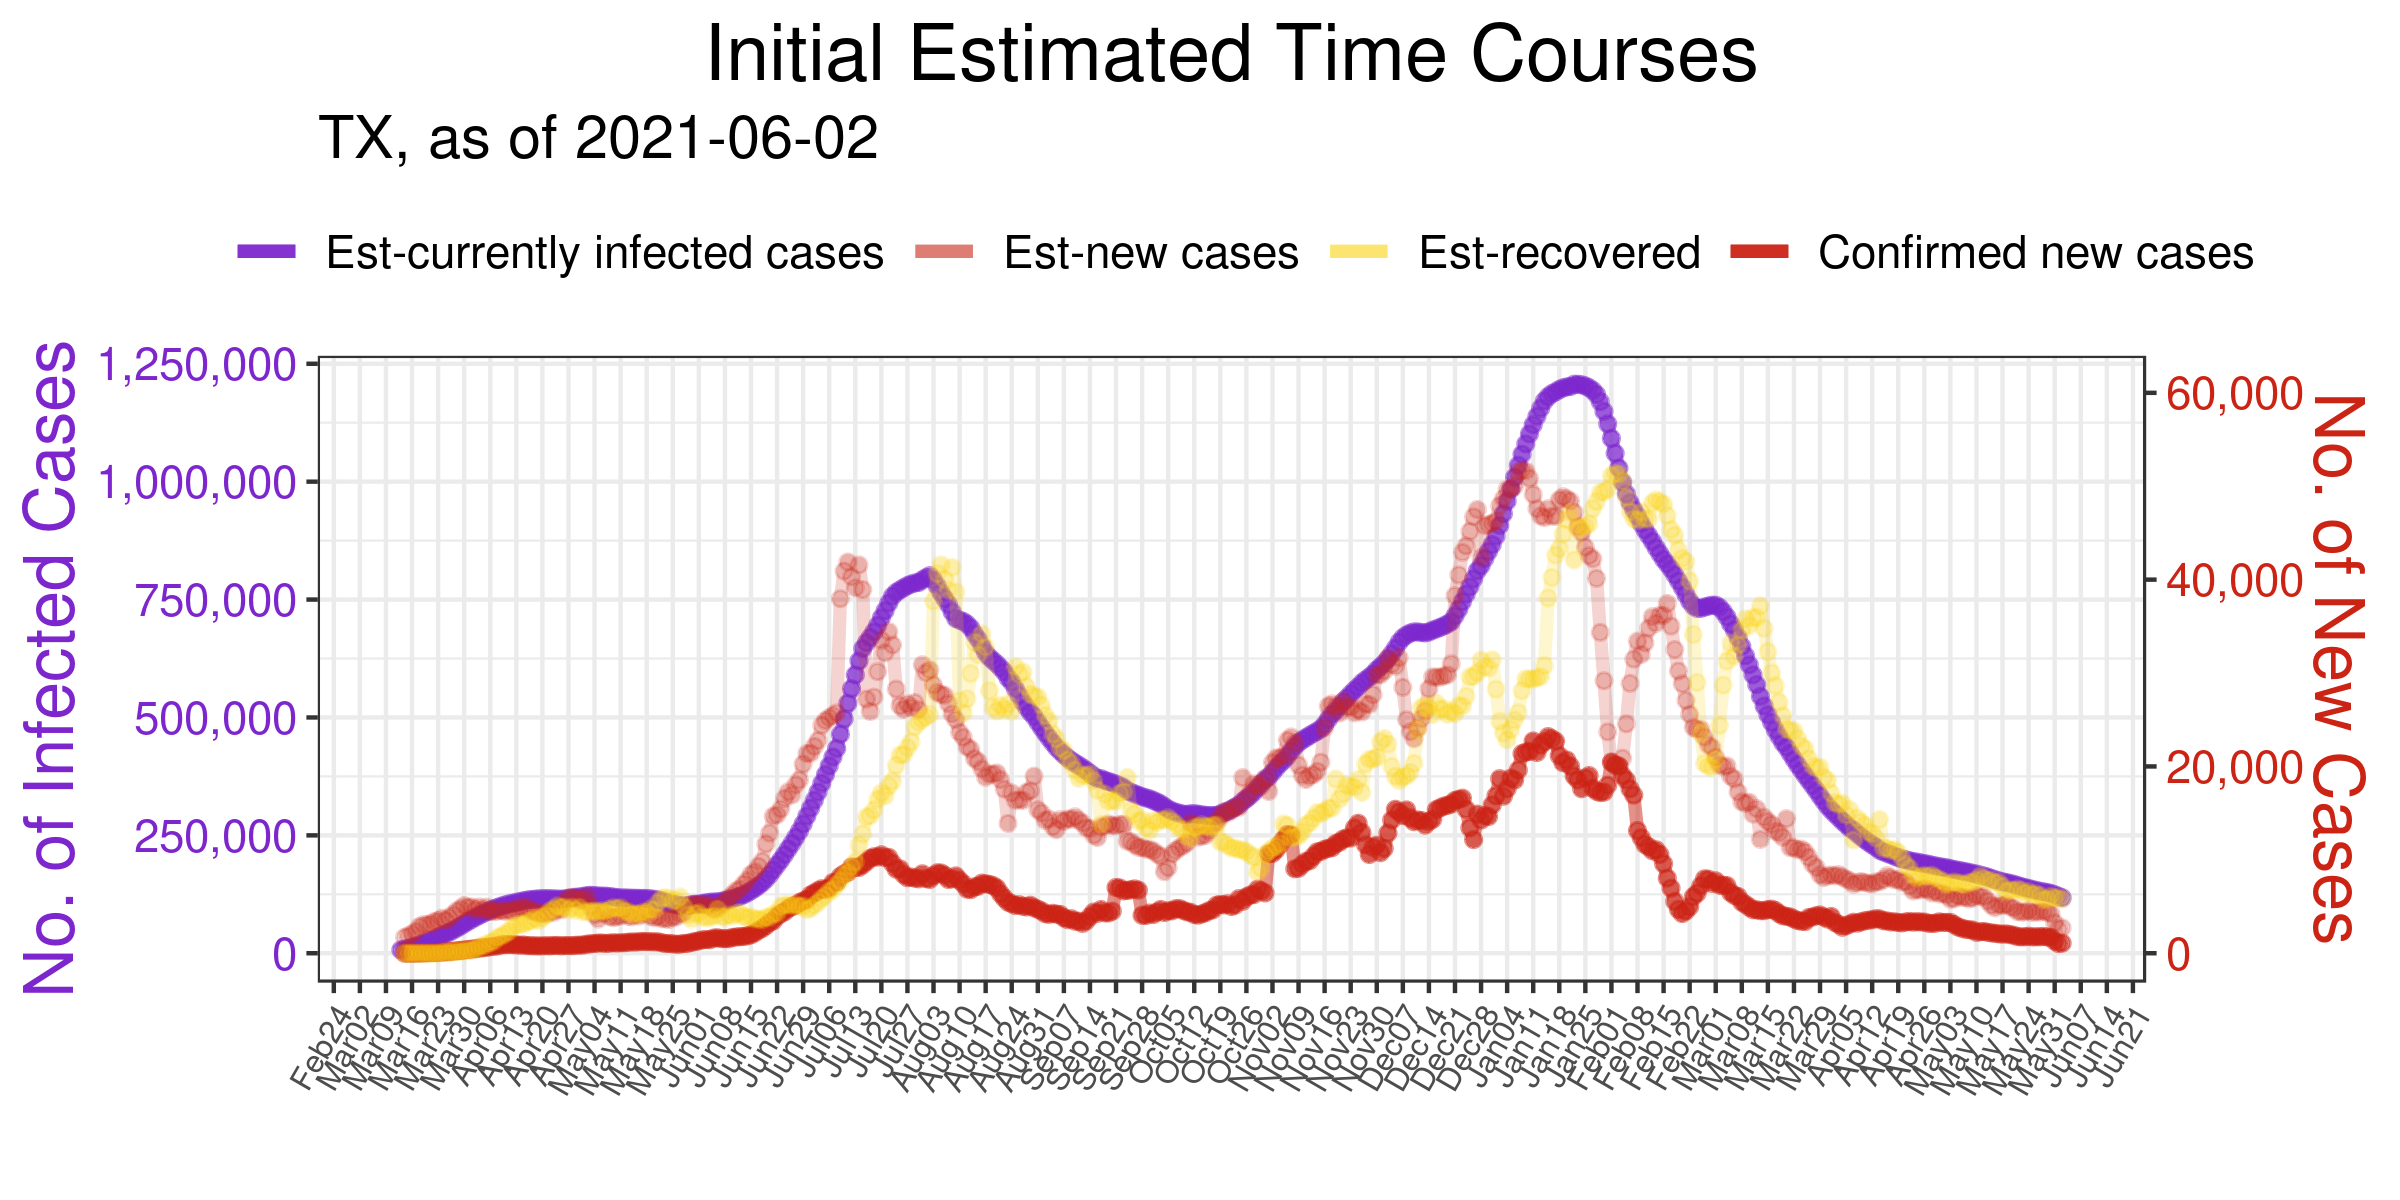 Initial Estimated Time Courses
TX, as of 2021-06-02
Est-currently infected cases Est-new cases Est-recovered Confirmed new cases
No. of Infected Cases
1,250,000
1,000,000
750,000
500,000
250,000
0
60,000
40,000
20,000
0
No. of New Cases
Feb24 Mar02 Mar09 Mar16 Mar23 Mar30 Apr06 Apr13 Apr20 Apr27 May04 May11 May18 May25 Jun01 Jun08 Jun15 Jun22 Jun29 Jul06 Jul13 Jul20 Jul27 Aug03 Aug10 Aug17 Aug24 Aug31 Sep07 Sep14 Sep21 Sep28 Oct05 Oct12 Oct19 Oct26 Nov02 Nov09 Nov16 Nov23 Nov30 Dec07 Dec14 Dec21 Dec28 Jan04 Jan11 Jan18 Jan25 Feb01 Feb08 Feb15 Feb22 Mar01 Mar08 Mar15 Mar22 Mar29 Apr05 Apr12 Apr19 Apr26 May03 May10 May17 May24 May31 Jun07 Jun14 Jun21